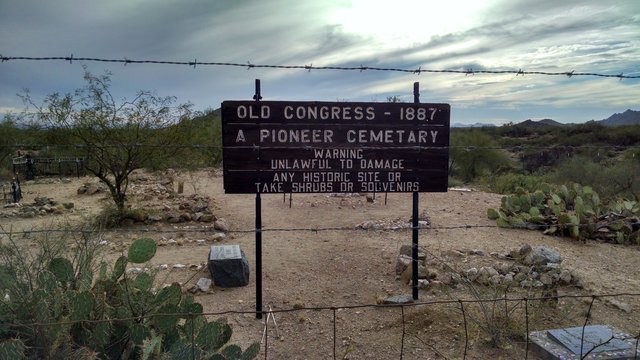 OLD CONGRESS - 1887
A PIONEER CEMETARY
WARNING
UNLAWFUL TO DAMAGE
ANY HISTORIC SITE OR
TAKE SHRUBS OR SOUVENIRS